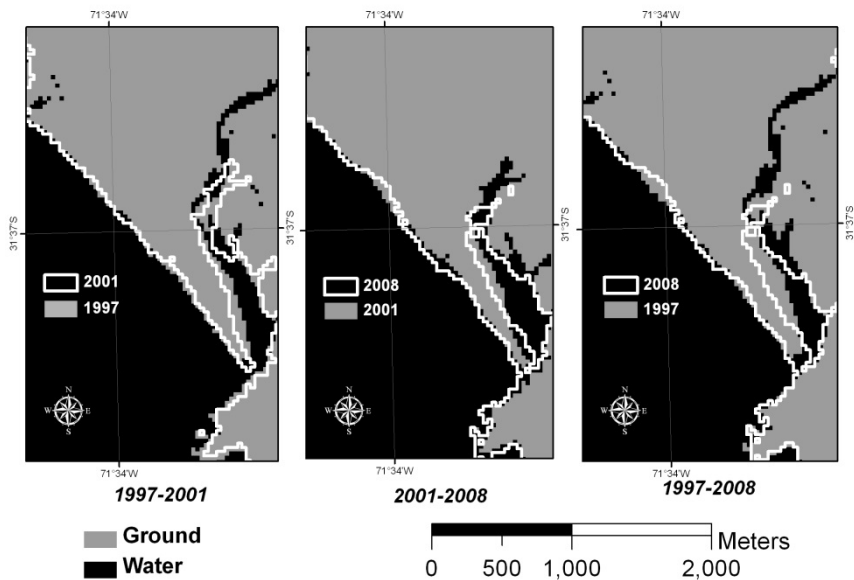 71°34'W
71°34'W
71°34'W
31°37'S
31°37'S
31°37'S
31°37'S
2001
1997
2008
2001
2008
1997
N
W E
S
N
W E
S
N
W E
S
71°34'W
71°34'W
71°34'W
1997-2001
2001-2008
1997-2008
Ground
Water
Meters
0 500 1,000 2,000